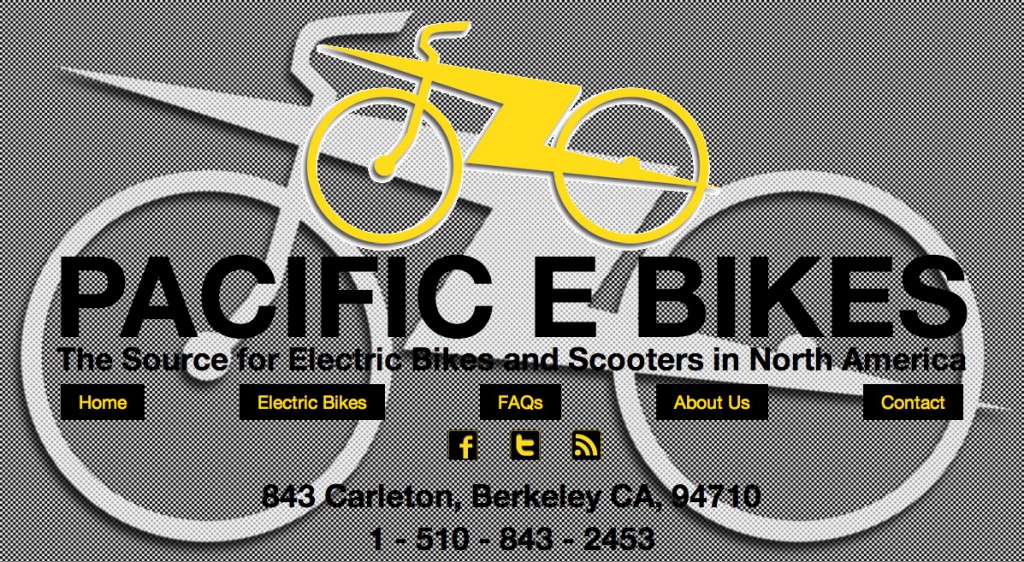 PACIFIC E BIKES
The Source for Electric Bikes and Scooters in North America
Home Electric Bikes FAQs About Us Contact
843 Carleton, Berkeley CA, 94710
1 - 510 - 843 - 2453